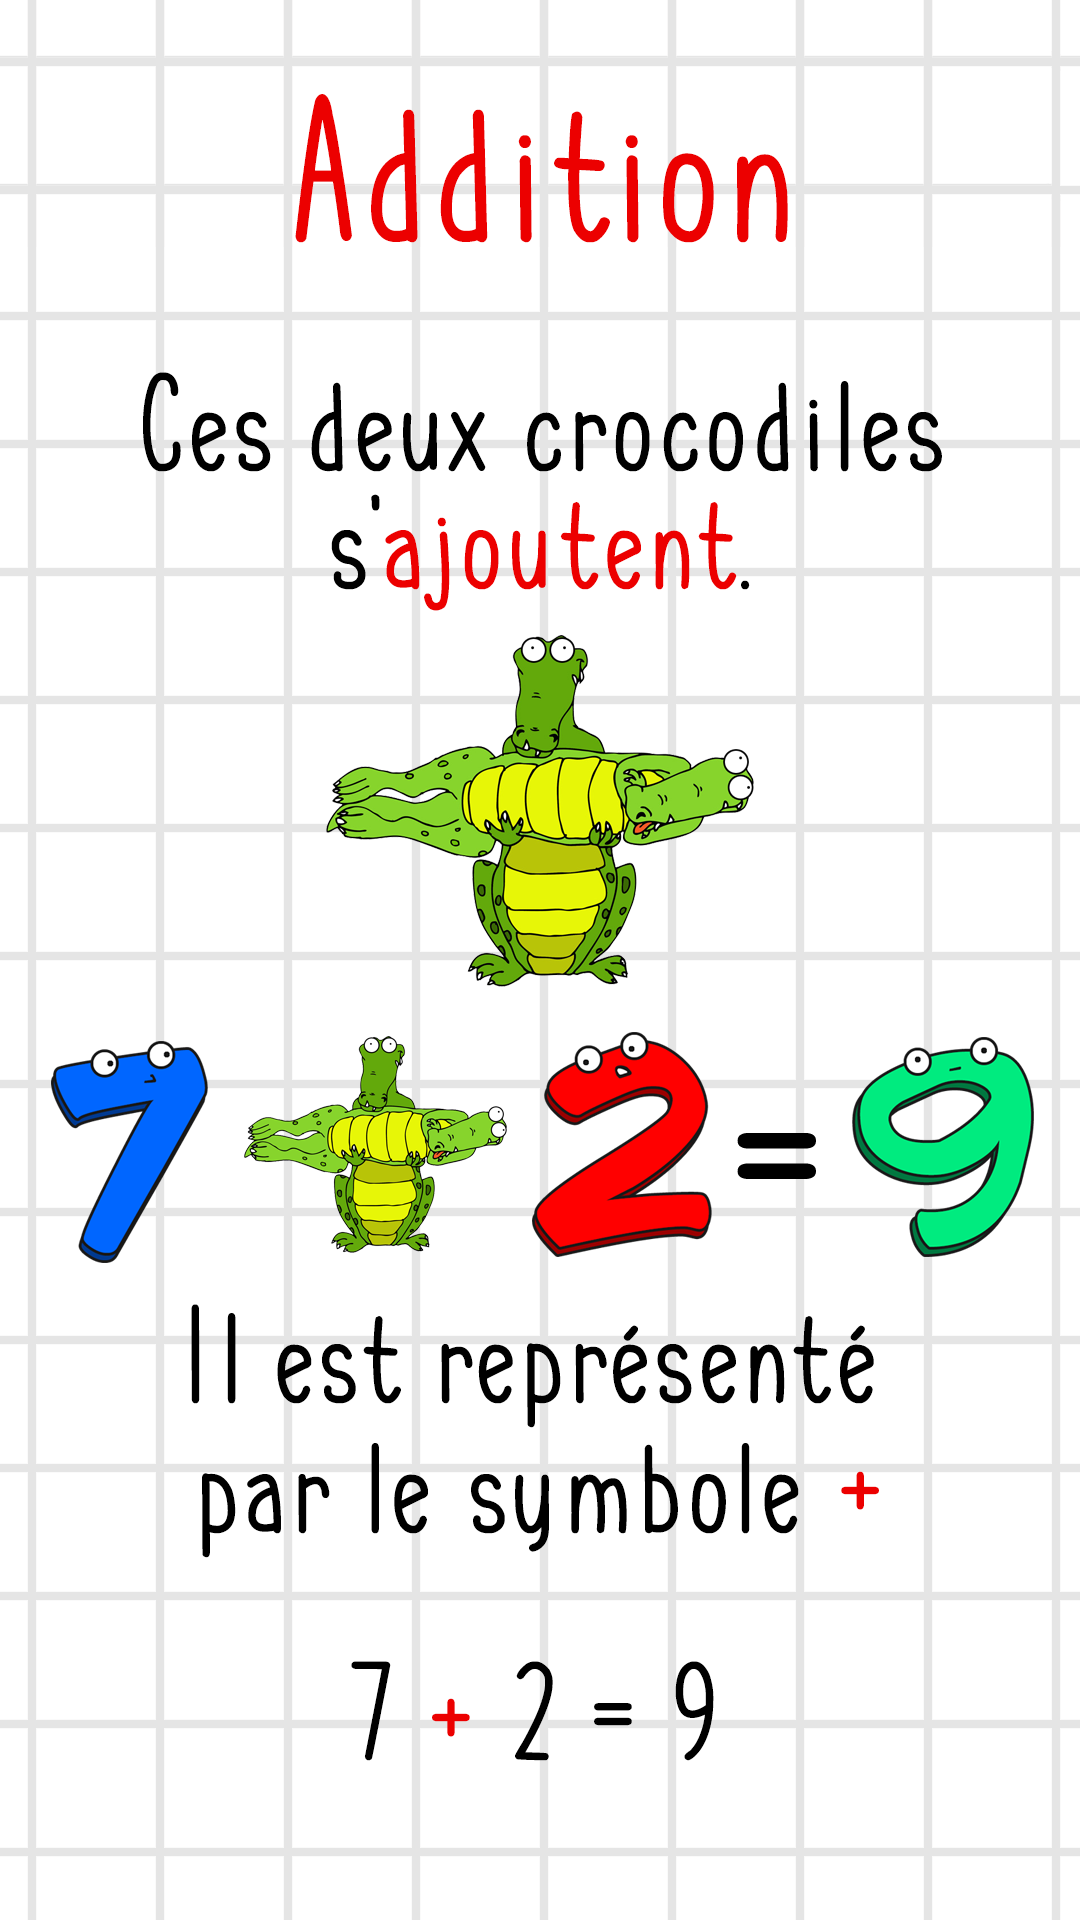 Addition
Ces deux crocodiles
s'ajoutent.
7 2 = 9
Il est représenté
par le symbole +
7 + 2 = 9